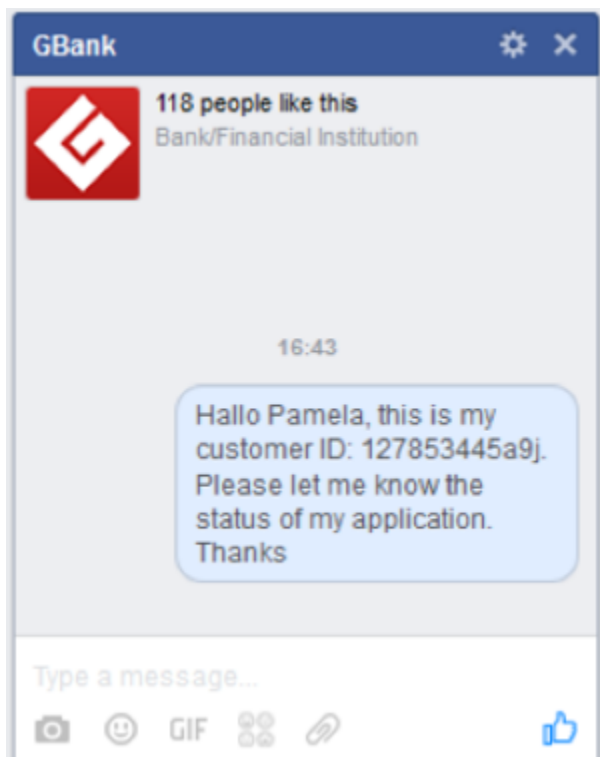 GBank
118 people like this
Bank/Financial Institution
16:43
Hallo Pamela, this is my
customer ID: 127853445a9j.
Please let me know the
status of my application.
Thanks
Type a message...
GIF